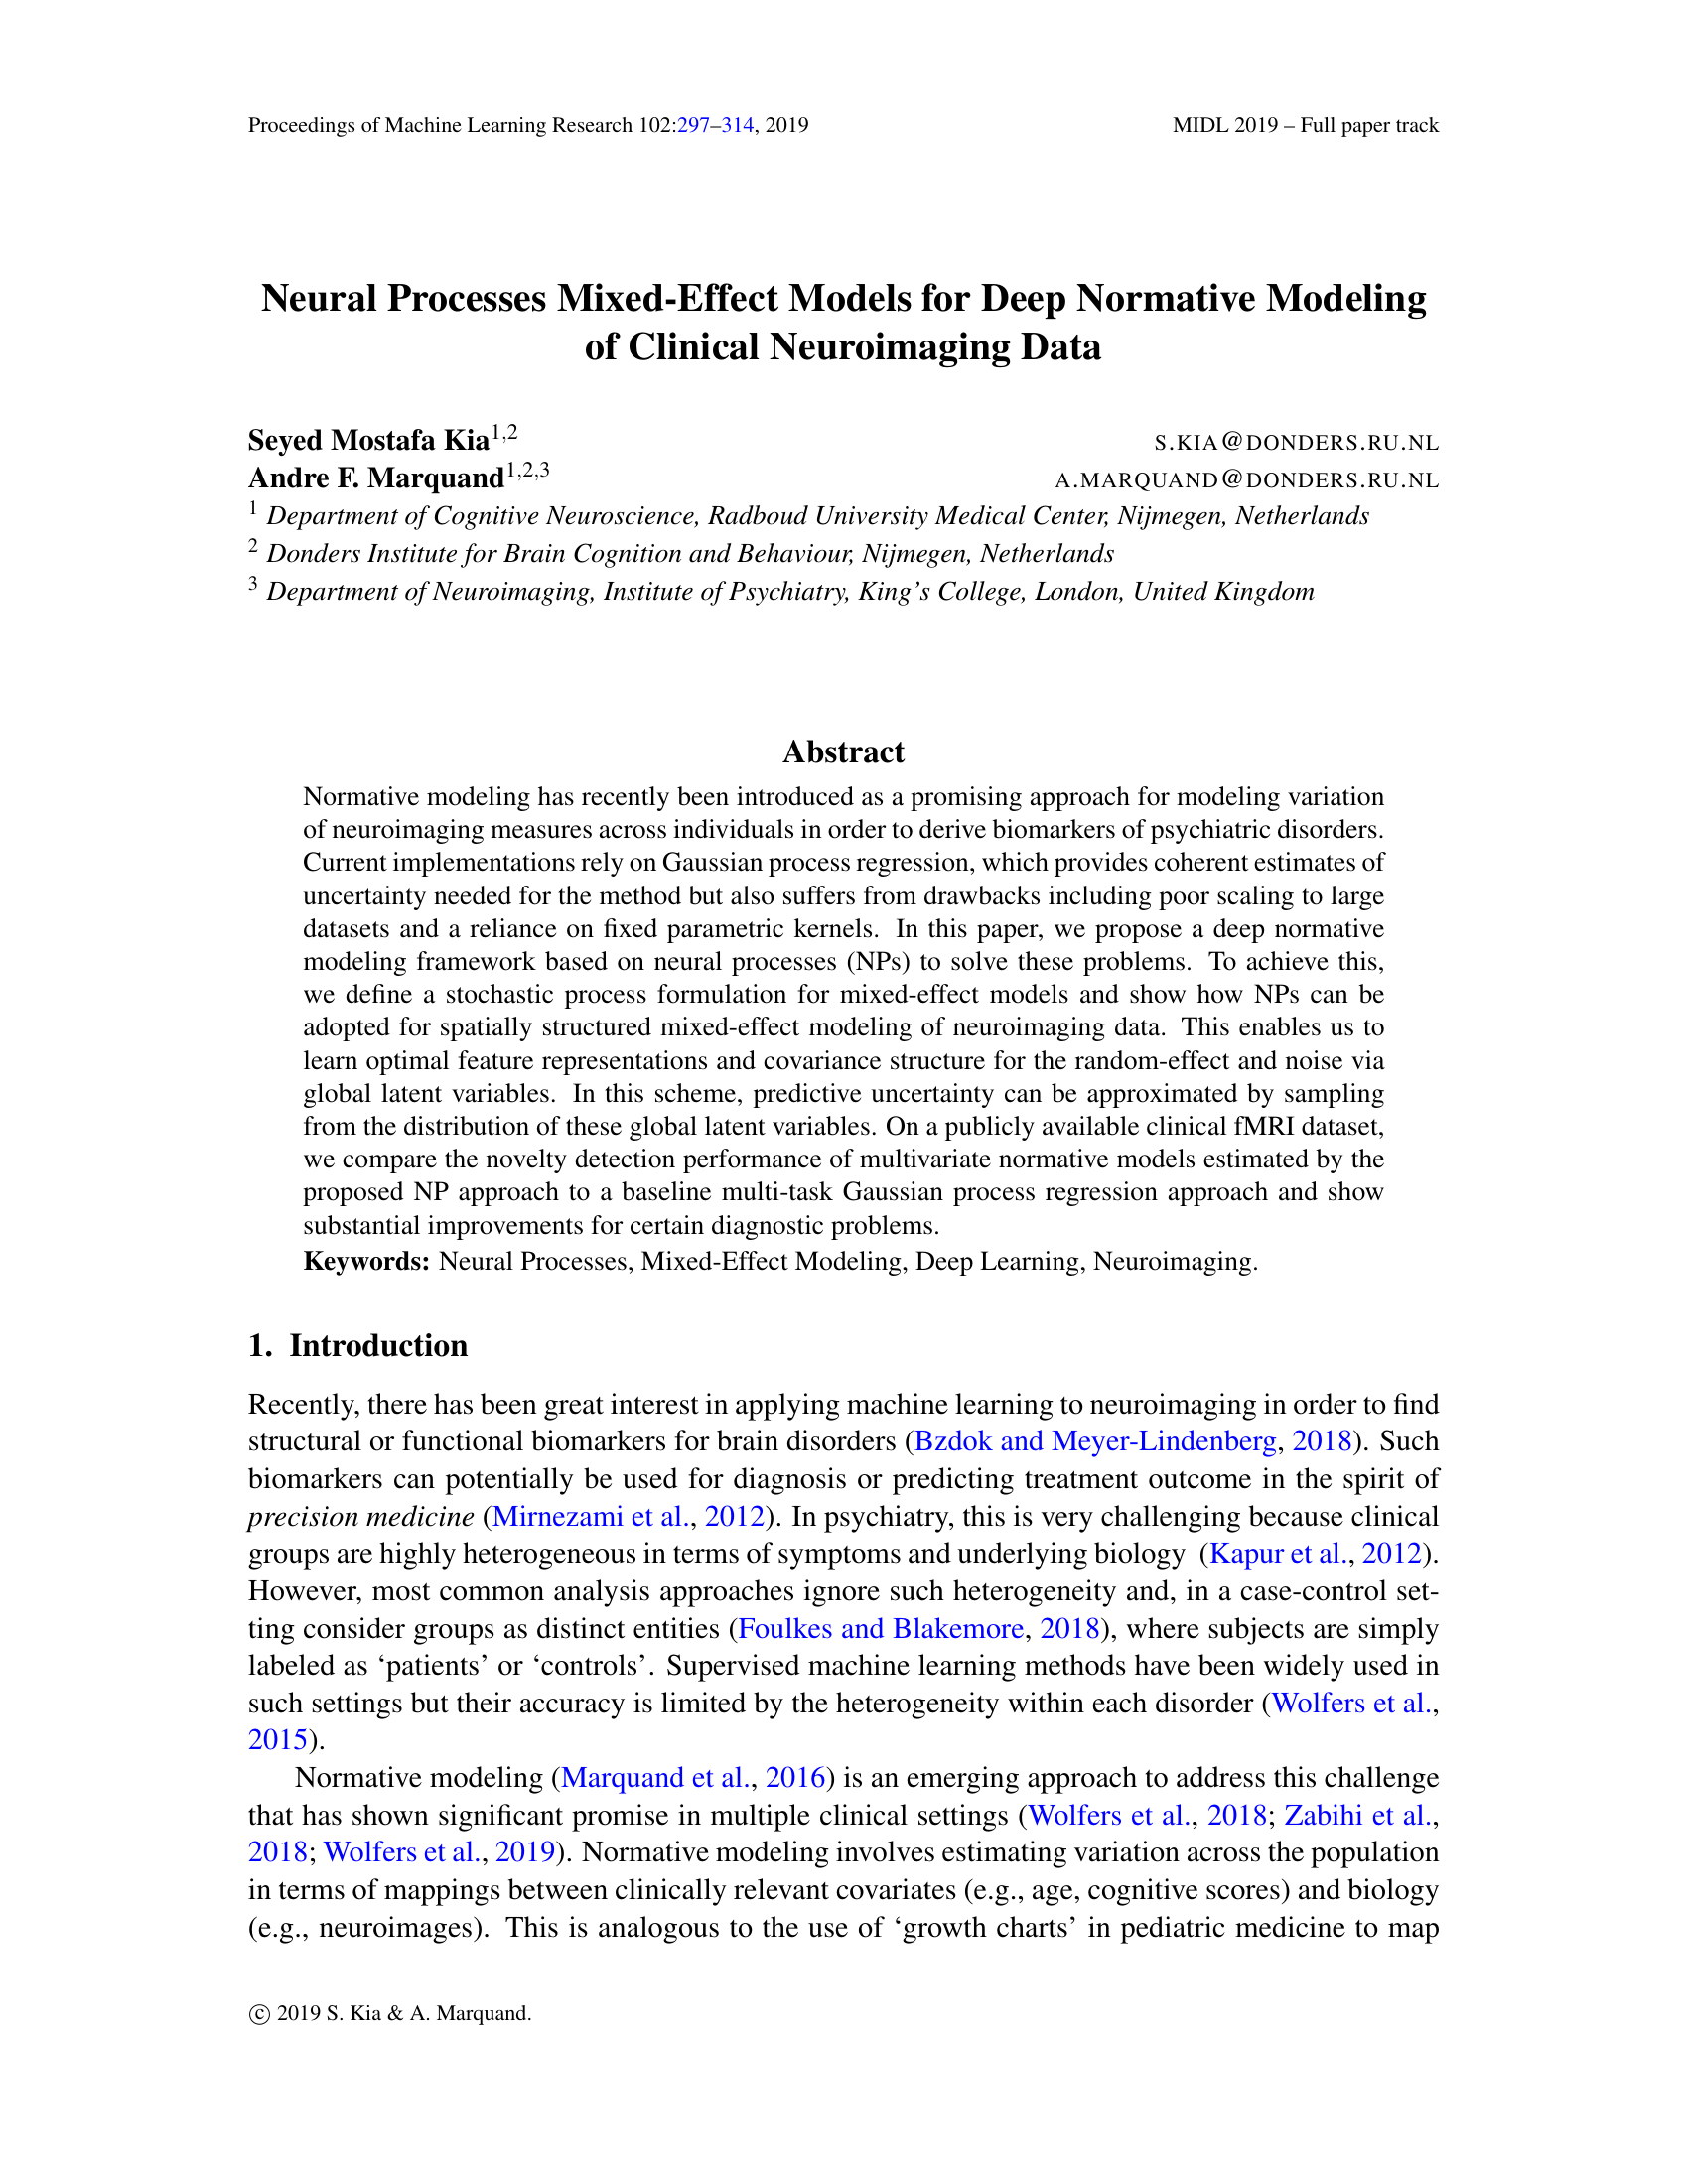 Proceedings of Machine Learning Research 102:297–314, 2019 MIDL 2019 – Full paper track
Neural Processes Mixed-Effect Models for Deep Normative Modeling
of Clinical Neuroimaging Data
Seyed Mostafa Kia1,2 S.KIA@DONDERS.RU.NL
Andre F. Marquand1,2,3 A.MARQUAND@DONDERS.RU.NL
1 Department of Cognitive Neuroscience, Radboud University Medical Center, Nijmegen, Netherlands
2 Donders Institute for Brain Cognition and Behaviour, Nijmegen, Netherlands
3 Department of Neuroimaging, Institute of Psychiatry, King's College, London, United Kingdom
Abstract
Normative modeling has recently been introduced as a promising approach for modeling variation
of neuroimaging measures across individuals in order to derive biomarkers of psychiatric disorders.
Current implementations rely on Gaussian process regression, which provides coherent estimates of
uncertainty needed for the method but also suffers from drawbacks including poor scaling to large
datasets and a reliance on fixed parametric kernels. In this paper, we propose a deep normative
modeling framework based on neural processes (NPs) to solve these problems. To achieve this,
we define a stochastic process formulation for mixed-effect models and show how NPs can be
adopted for spatially structured mixed-effect modeling of neuroimaging data. This enables us to
learn optimal feature representations and covariance structure for the random-effect and noise via
global latent variables. In this scheme, predictive uncertainty can be approximated by sampling
from the distribution of these global latent variables. On a publicly available clinical fMRI dataset,
we compare the novelty detection performance of multivariate normative models estimated by the
proposed NP approach to a baseline multi-task Gaussian process regression approach and show
substantial improvements for certain diagnostic problems.
Keywords: Neural Processes, Mixed-Effect Modeling, Deep Learning, Neuroimaging.
1. Introduction
Recently, there has been great interest in applying machine learning to neuroimaging in order to find
structural or functional biomarkers for brain disorders (Bzdok and Meyer-Lindenberg, 2018). Such
biomarkers can potentially be used for diagnosis or predicting treatment outcome in the spirit of
precision medicine (Mirnezami et al., 2012). In psychiatry, this is very challenging because clinical
groups are highly heterogeneous in terms of symptoms and underlying biology (Kapur et al., 2012).
However, most common analysis approaches ignore such heterogeneity and, in a case-control set-
ting consider groups as distinct entities (Foulkes and Blakemore, 2018), where subjects are simply
labeled as ‘patients’ or ‘controls’. Supervised machine learning methods have been widely used in
such settings but their accuracy is limited by the heterogeneity within each disorder (Wolfers et al.,
2015).
Normative modeling (Marquand et al., 2016) is an emerging approach to address this challenge
that has shown significant promise in multiple clinical settings (Wolfers et al., 2018; Zabihi et al.,
2018; Wolfers et al., 2019). Normative modeling involves estimating variation across the population
in terms of mappings between clinically relevant covariates (e.g., age, cognitive scores) and biology
(e.g., neuroimages). This is analogous to the use of ‘growth charts’ in pediatric medicine to map
© 2019 S. Kia & A. Marquand.